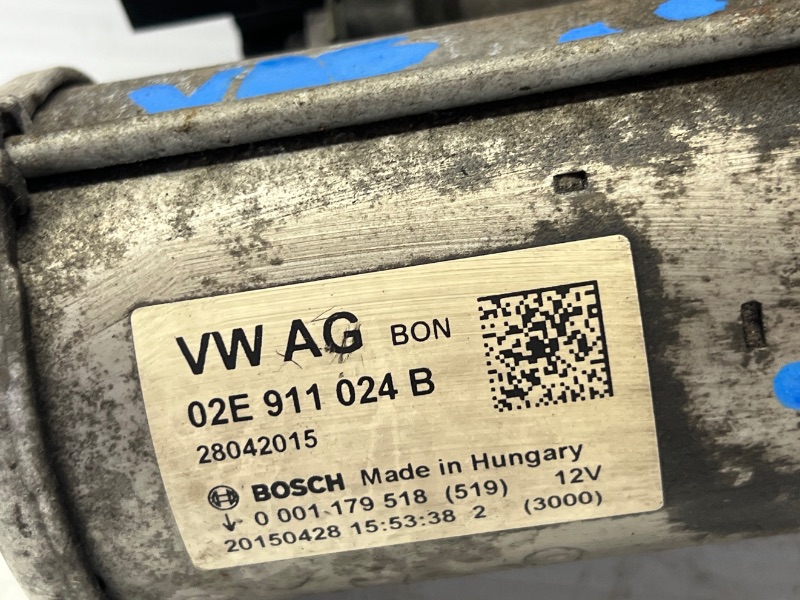 VW AG BON
02E 911 024 B
28042015
BOSCH Made in Hungary
0 001 179 518 (519) 12V
20150428 15:53:38 2 (3000)